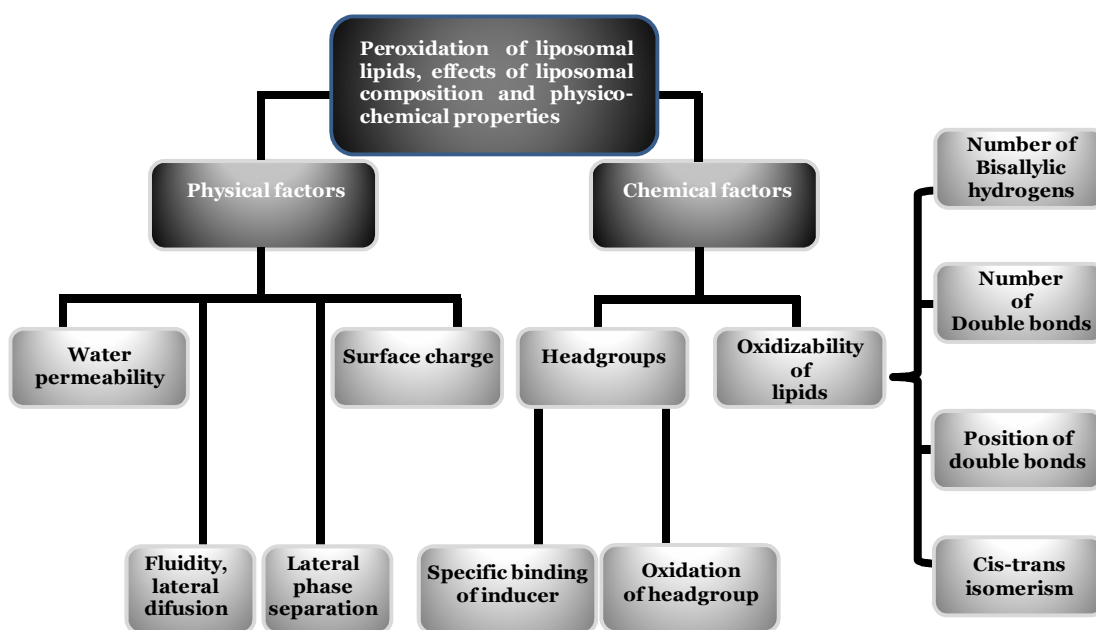 Peroxidation of liposomal
lipids, effects of liposomal
composition and physico-
chemical properties
Physical factors
Chemical factors
Number of
Bisallylic
hydrogens
Number
of
Double bonds
Water
permeability
Surface charge
Headgroups
Oxidizability
of
lipids
Position of
double bonds
Fluidity,
lateral
difusion
Lateral
phase
separation
Specific binding
of inducer
Oxidation
of headgroup
Cis-trans
isomerism